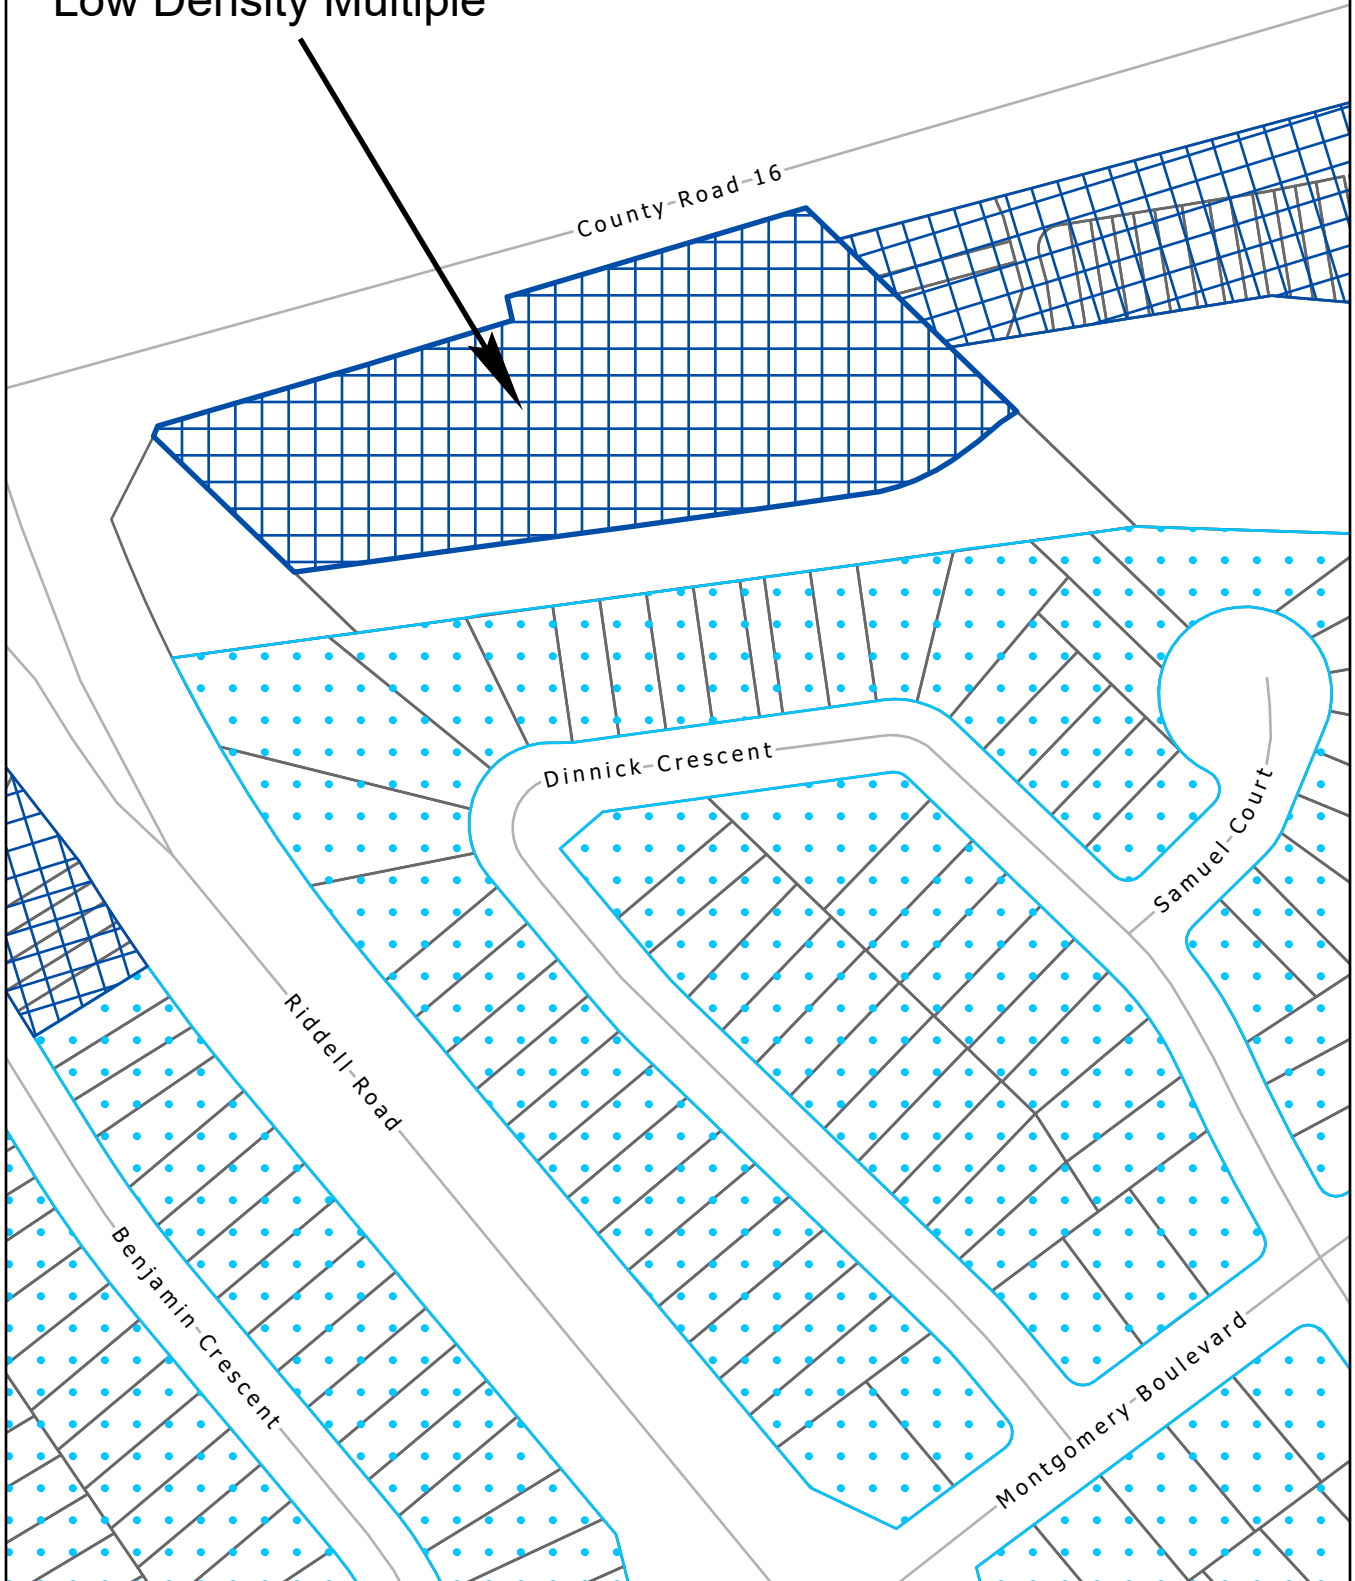 Low Density Multiple
County Road 16
Dinnick Crescent
Samuel Court
Riddell Road
Benjamin Crescent
Montgomery Boulevard